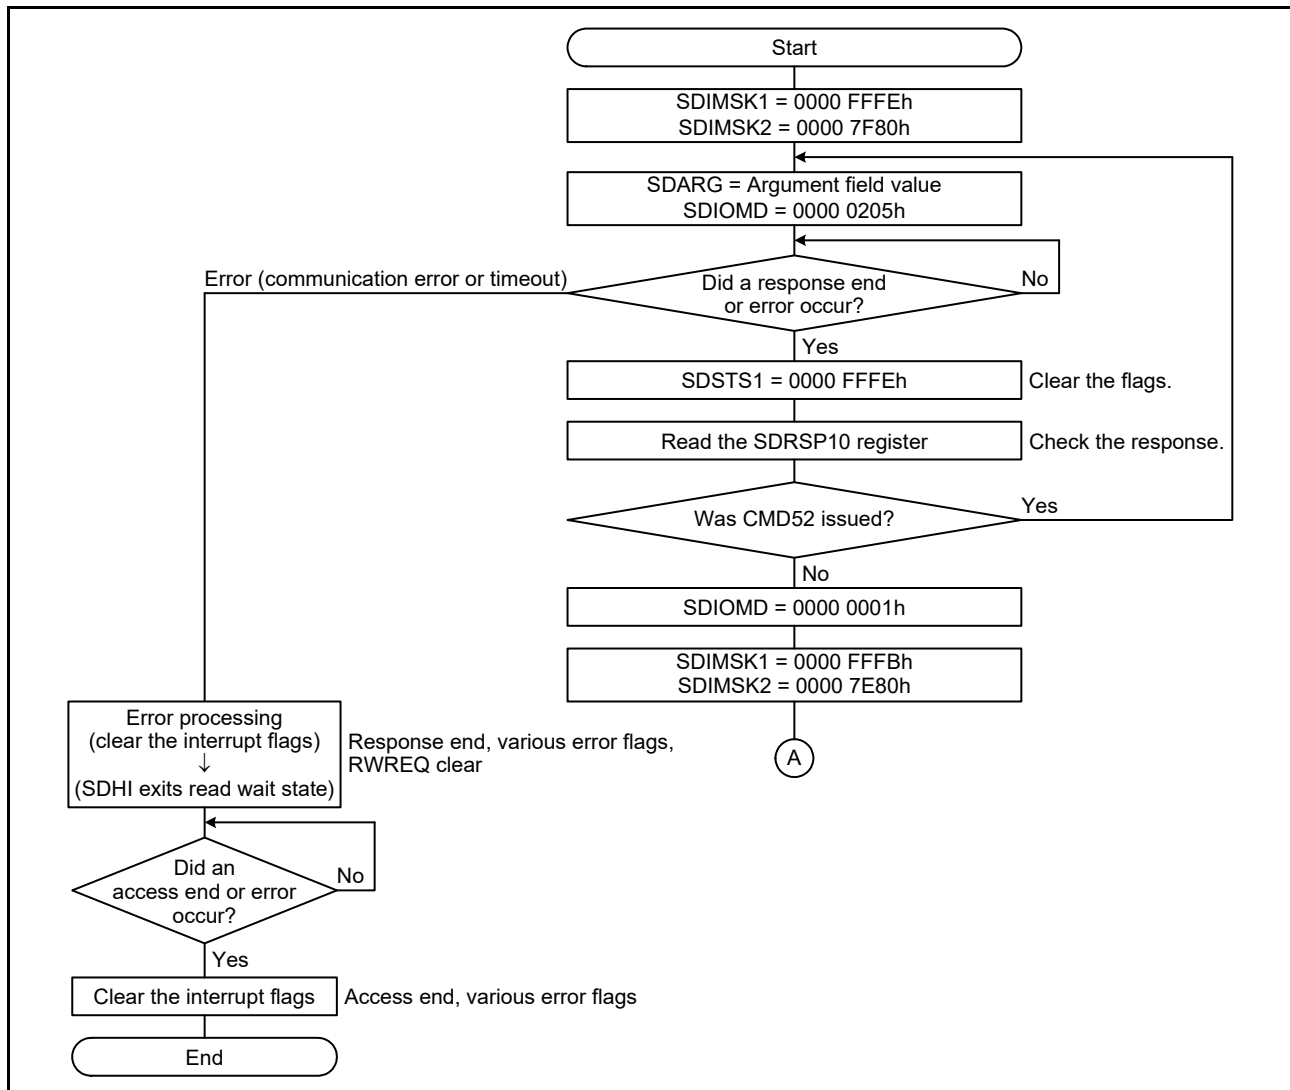 Start
SDIMSK1 = 0000 FFFEh
SDIMSK2 = 0000 7F80h
SDARG = Argument field value
SDIOMD = 0000 0205h
Error (communication error or timeout)
Did a response end
or error occur?
No
Yes
SDSTS1 = 0000 FFFEh
Clear the flags.
Read the SDRSP10 register
Check the response.
Was CMD52 issued?
Yes
No
SDIOMD = 0000 0001h
SDIMSK1 = 0000 FFFBh
SDIMSK2 = 0000 7E80h
A
Error processing
(clear the interrupt flags)
↓
(SDHI exits read wait state)
Response end, various error flags,
RWREQ clear
Did an
access end or error
occur?
No
Yes
Clear the interrupt flags
Access end, various error flags
End